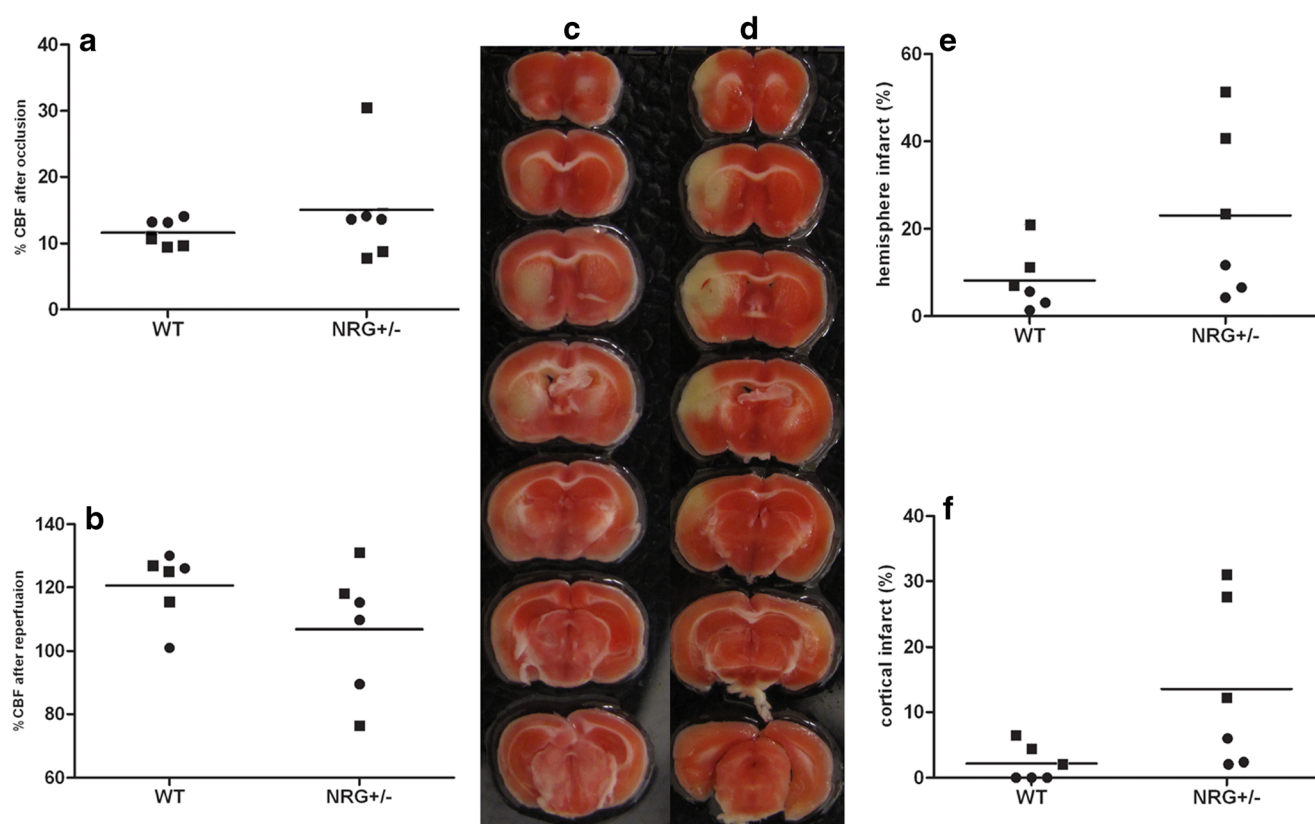 a
% CBF after occlusion
40
30
20
10
0
WT
NRG+/-
b
%CBF after reperfuaion
140
120
100
80
60
WT
NRG+/-
c
d
e
hemisphere infarct (%)
60
40
20
0
WT
NRG+/-
f
cortical infarct (%)
40
30
20
10
0
WT
NRG+/-